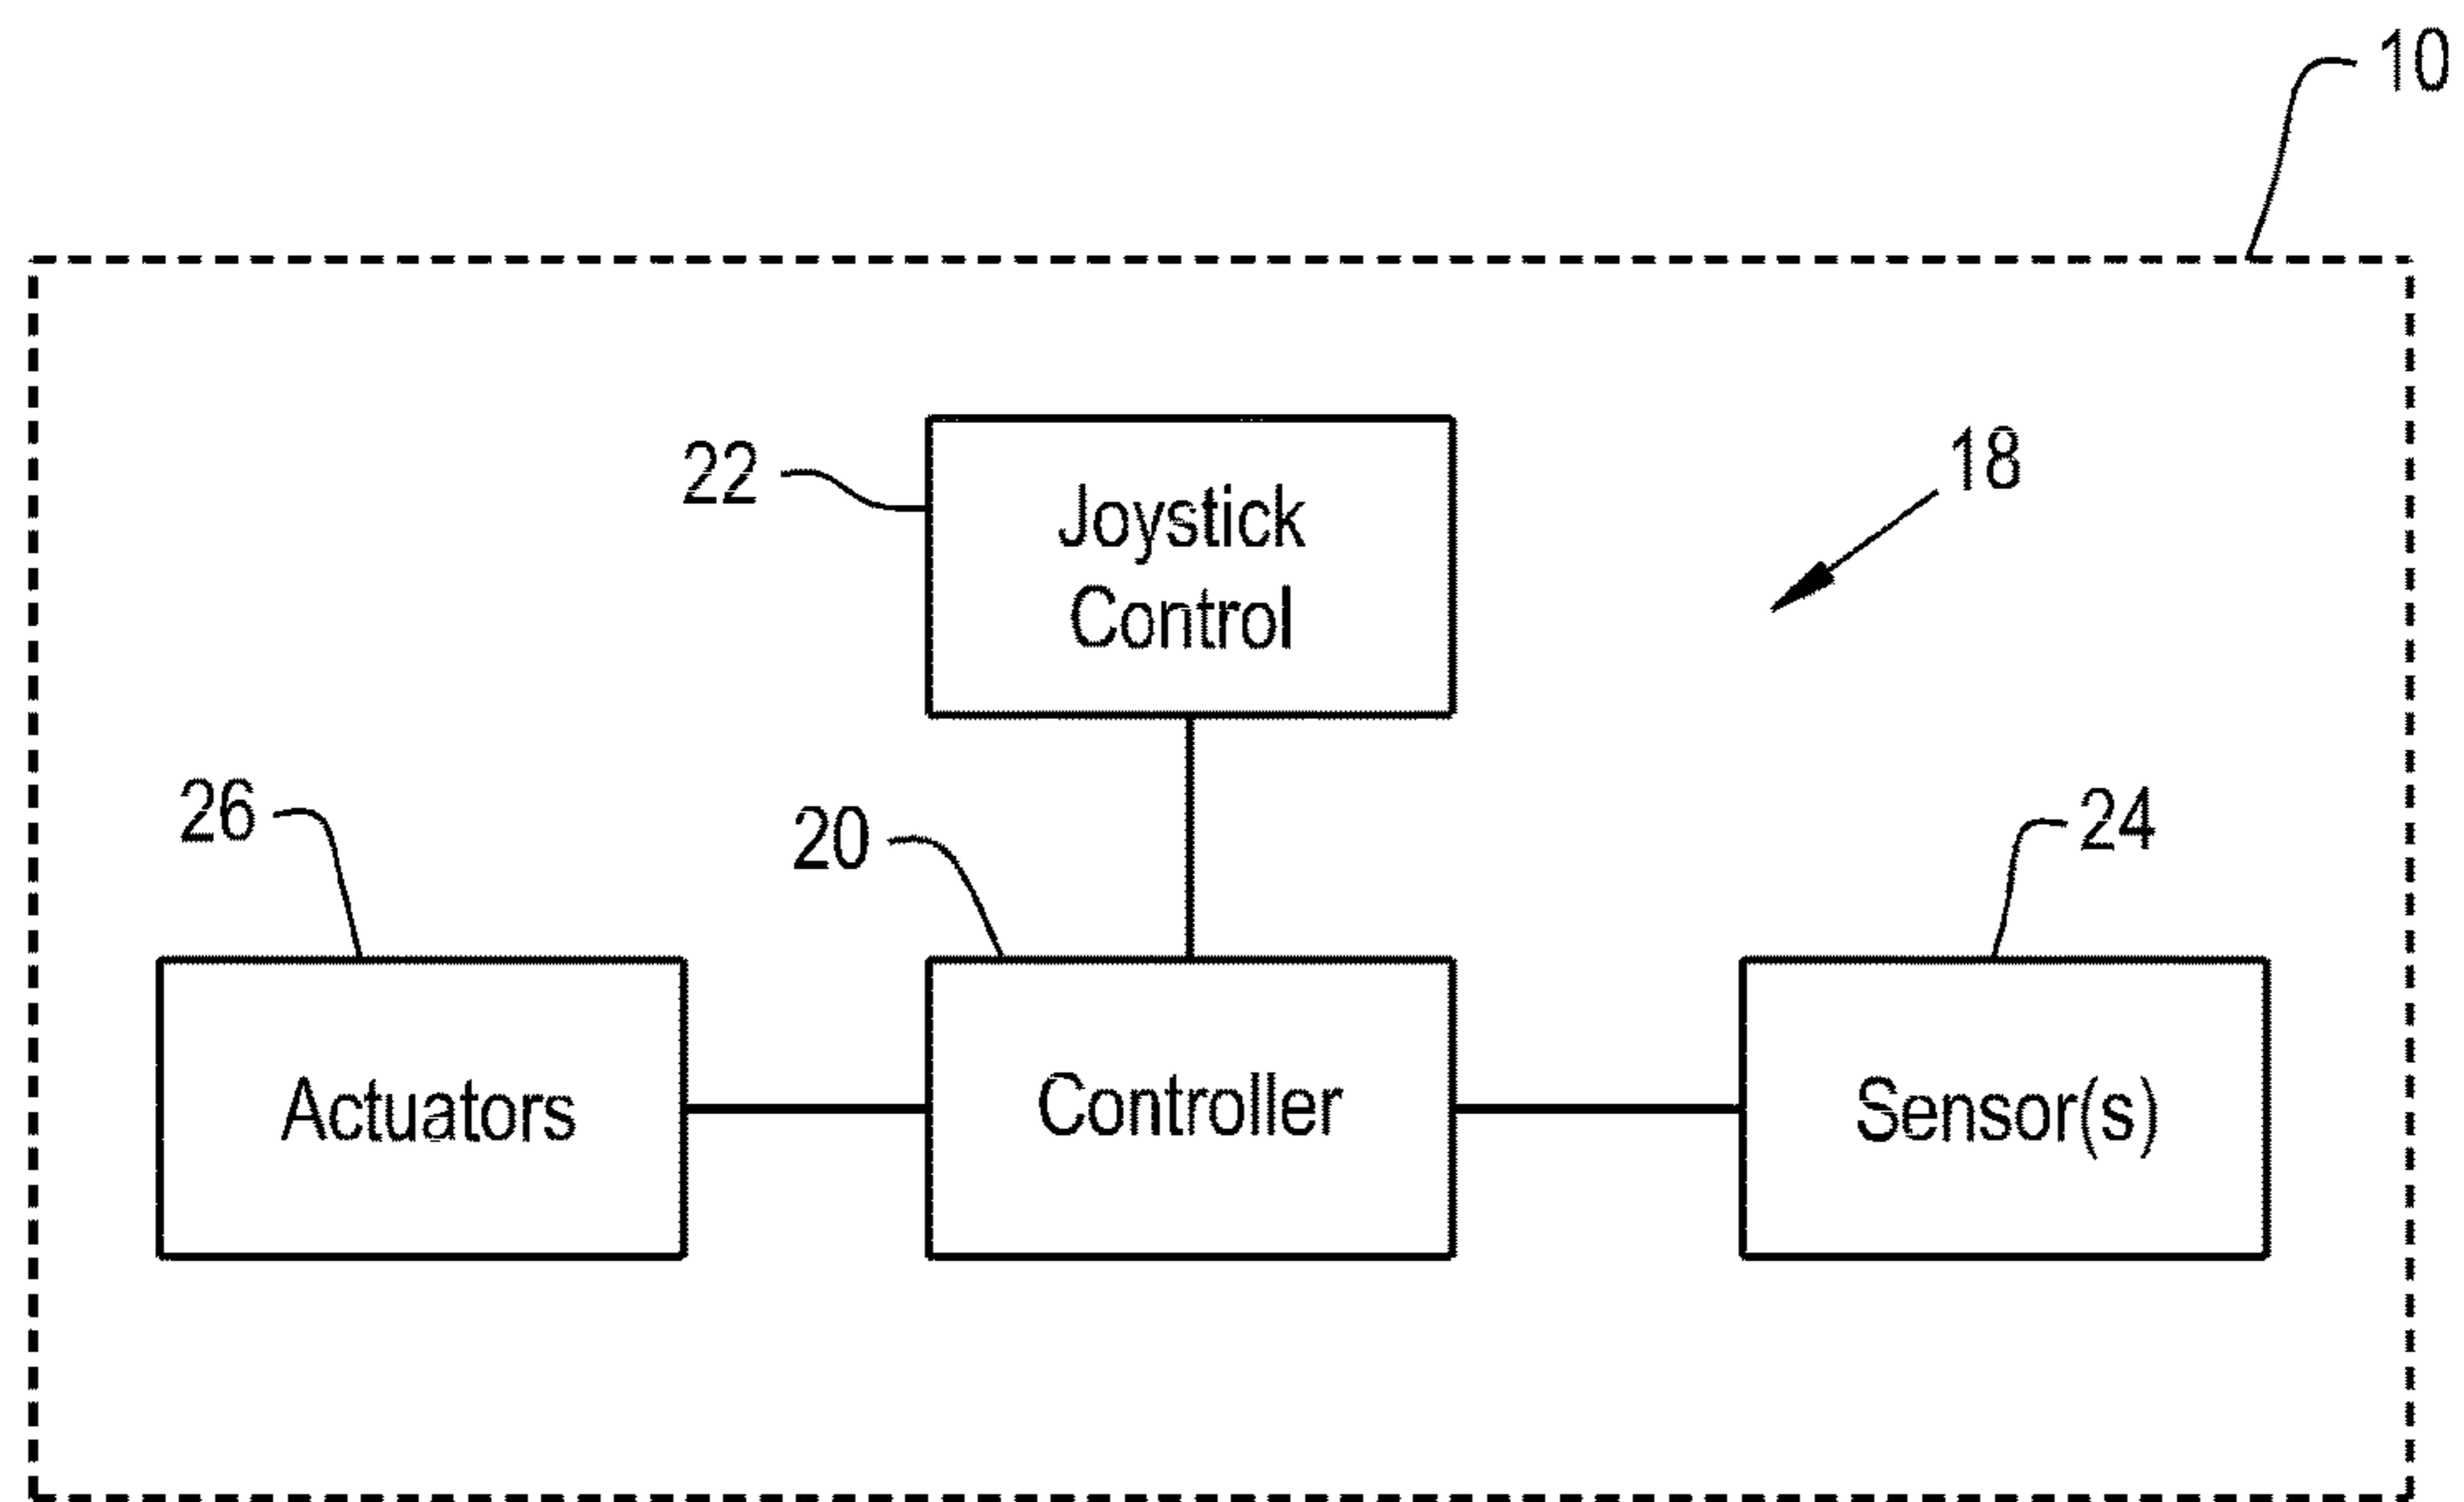 10
22
Joystick
Control
18
26
20
24
Actuators
Controller
Sensor(s)